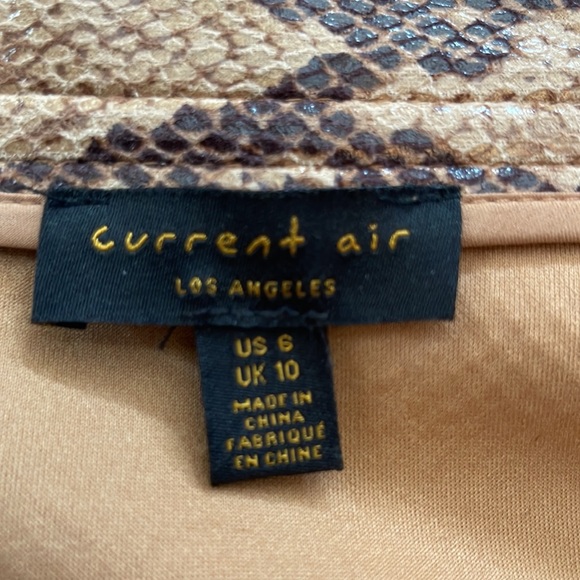 current air
LOS ANGELES
US 6
UK 10
MADE IN
CHINA
FABRIQUÉ
EN CHINE